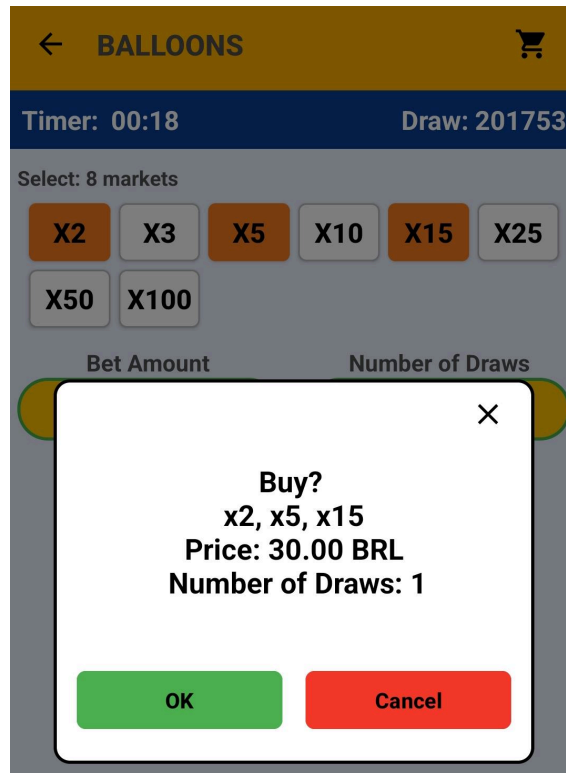 BALLOONS
Timer: 00:18 Draw: 201753
Select: 8 markets
X2 X3 X5 X10 X15 X25
X50 X100
Bet Amount Number of Draws
Buy?
x2, x5, x15
Price: 30.00 BRL
Number of Draws: 1
OK Cancel